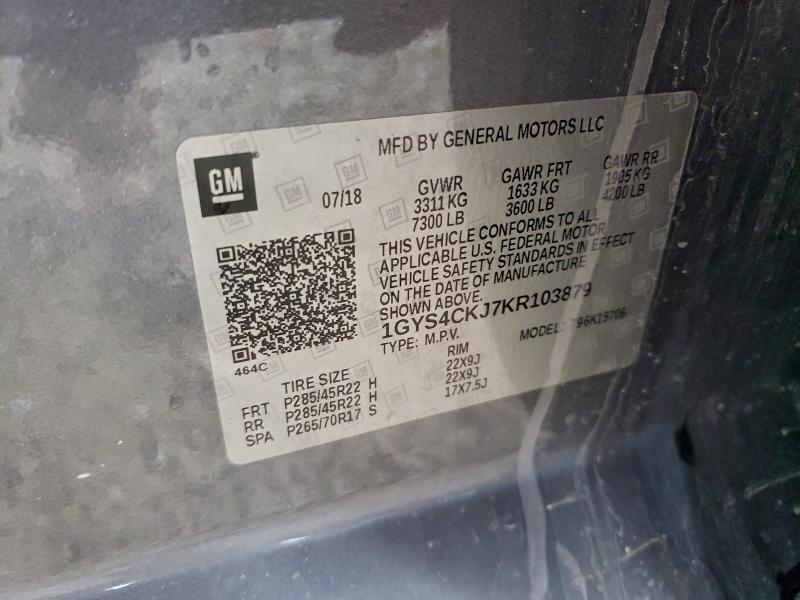 MFD BY GENERAL MOTORS LLC
GM
07/18
GVWR GAWR FRT GAWR RR
3311 KG 1633 KG 1905 KG
7300 LB 3600 LB 4200 LB
THIS VEHICLE CONFORMS TO ALL
APPLICABLE U.S. FEDERAL MOTOR
VEHICLE SAFETY STANDARDS IN EFFECT
ON THE DATE OF MANUFACTURE
SHOWN ABOVE.
1GYS4CKJ7KR103879
TYPE: M.P.V. MODEL: T96K15706
464C
TIRE SIZE RIM
FRT P285/45R22 H 22X9J
RR P285/45R22 H 22X9J
SPA P265/70R17 S 17X7.5J